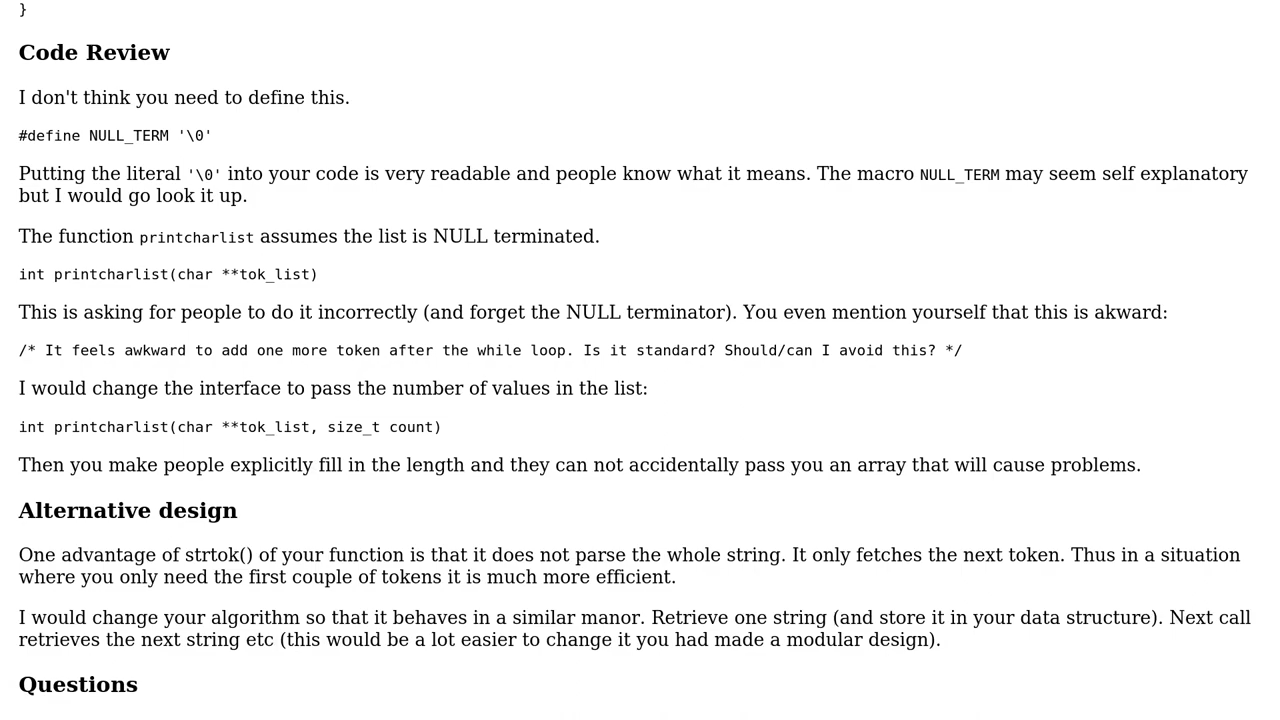 }
Code Review
I don't think you need to define this.
#define NULL_TERM '\0'
Putting the literal '\0' into your code is very readable and people know what it means. The macro NULL_TERM may seem self explanatory
but I would go look it up.
The function printcharlist assumes the list is NULL terminated.
int printcharlist(char **tok_list)
This is asking for people to do it incorrectly (and forget the NULL terminator). You even mention yourself that this is akward:
/* It feels awkward to add one more token after the while loop. Is it standard? Should/can I avoid this? */
I would change the interface to pass the number of values in the list:
int printcharlist(char **tok_list, size_t count)
Then you make people explicitly fill in the length and they can not accidentally pass you an array that will cause problems.
Alternative design
One advantage of strtok() of your function is that it does not parse the whole string. It only fetches the next token. Thus in a situation
where you only need the first couple of tokens it is much more efficient.
I would change your algorithm so that it behaves in a similar manor. Retrieve one string (and store it in your data structure). Next call
retrieves the next string etc (this would be a lot easier to change it you had made a modular design).
Questions